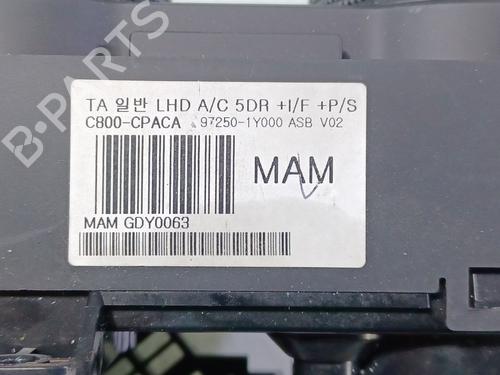 TA 일반 LHD A/C 5DR +I/F +P/S
C800-CPACA 97250-1Y000 ASB V02
MAM
MAM GDY0063
B-PARTS